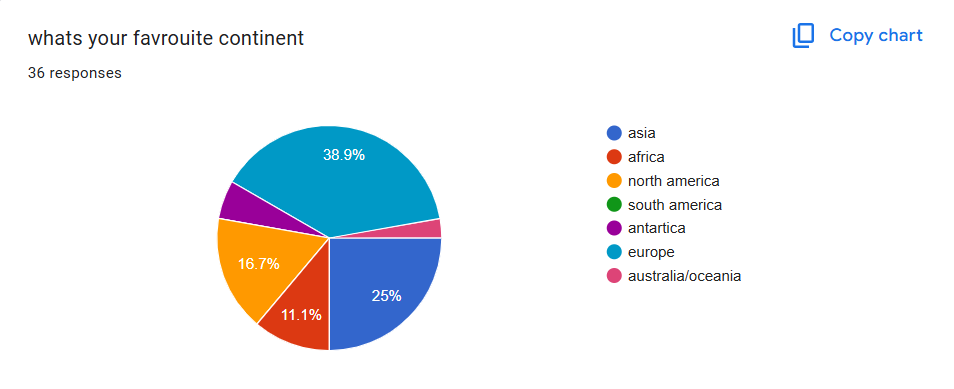 whats your favrouite continent
Copy chart
36 responses
38.9%
16.7%
11.1%
25%
asia
africa
north america
south america
antartica
europe
australia/oceania